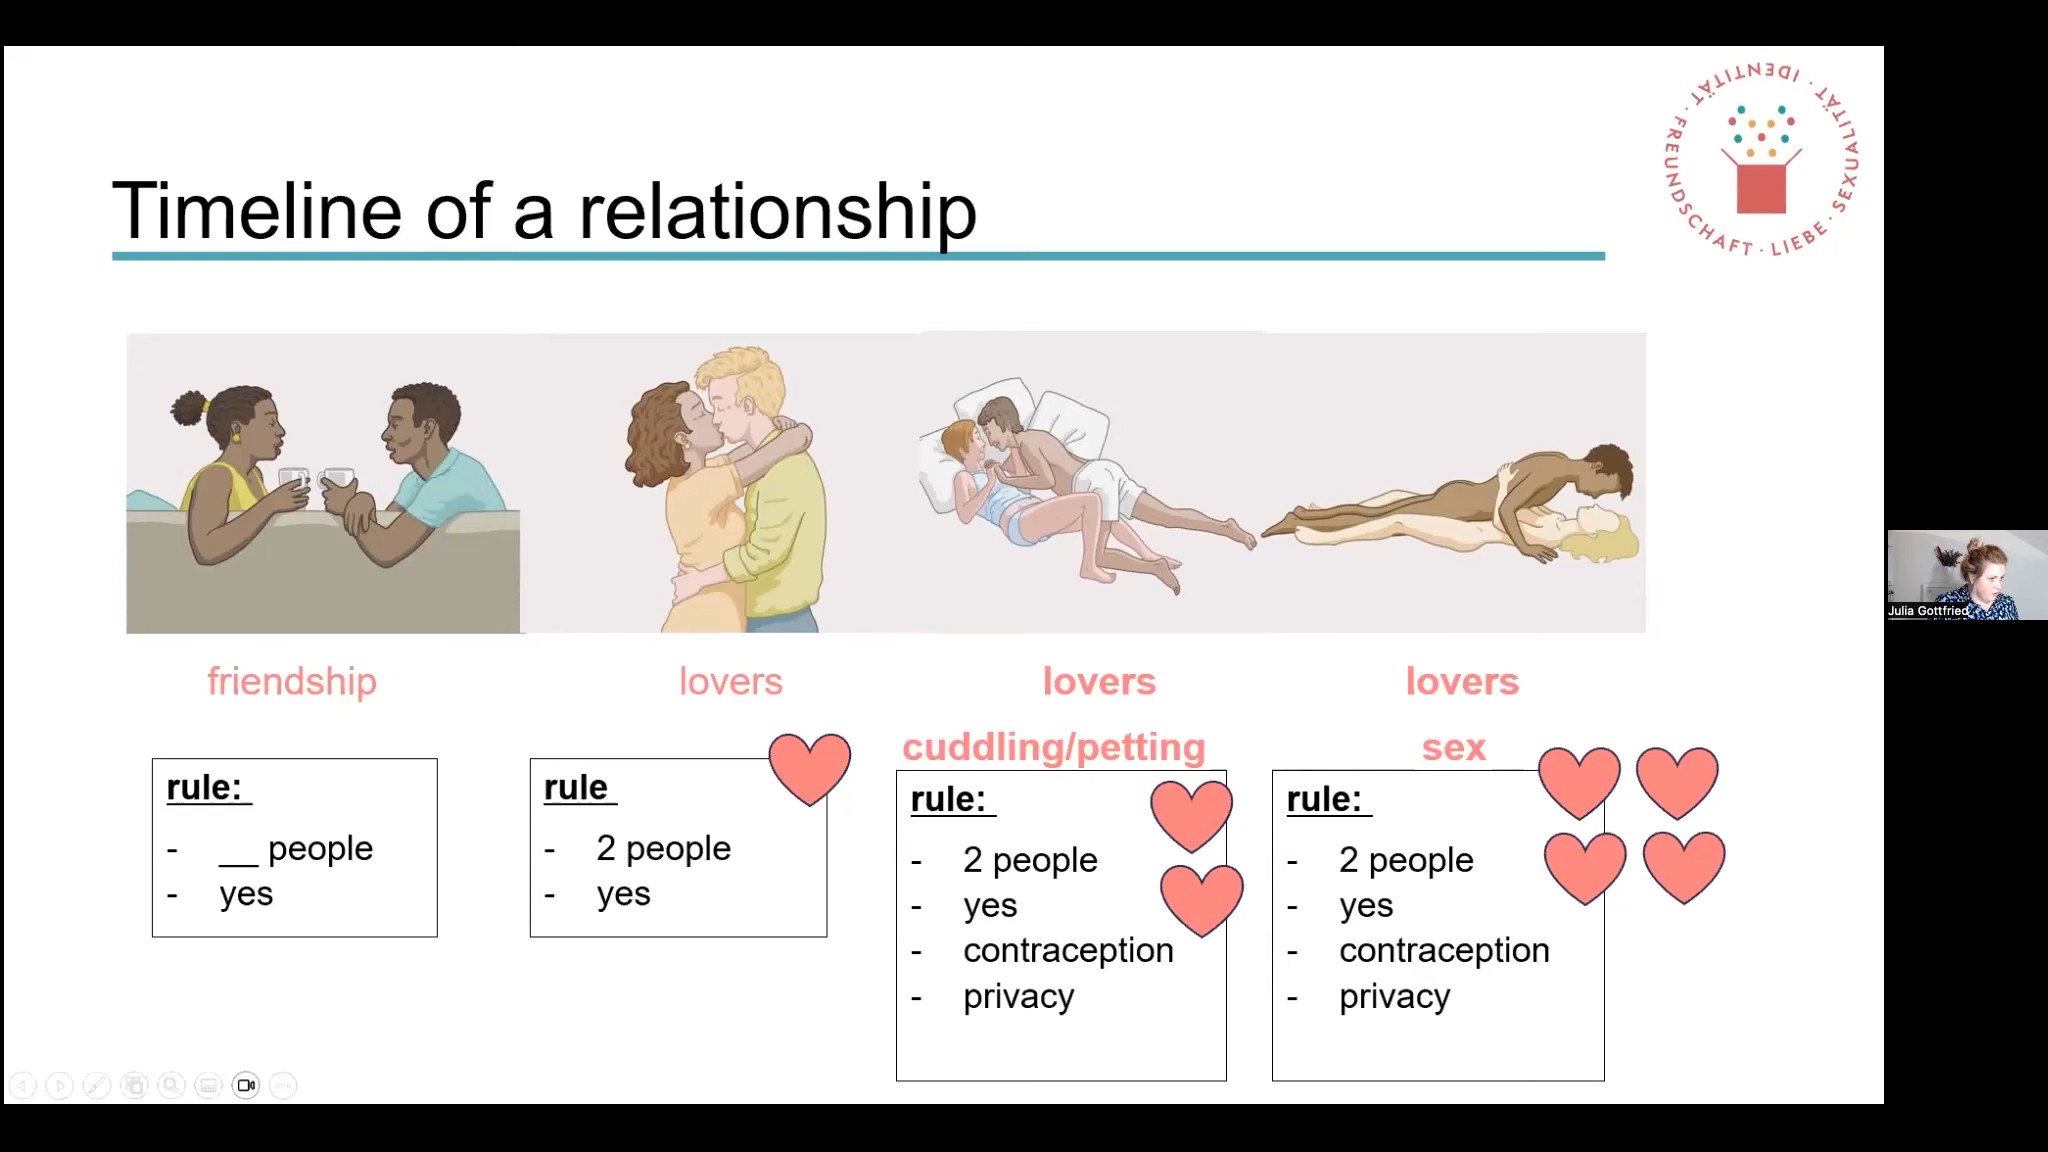 FREUNDSCHAFT · LIEBE · SEXUALITÄT · IDENTITÄT ·
Timeline of a relationship
friendship
lovers
lovers
lovers
cuddling/petting
sex
rule:
- __ people
- yes
rule
- 2 people
- yes
rule:
- 2 people
- yes
- contraception
- privacy
rule:
- 2 people
- yes
- contraception
- privacy
Julia Gottfried